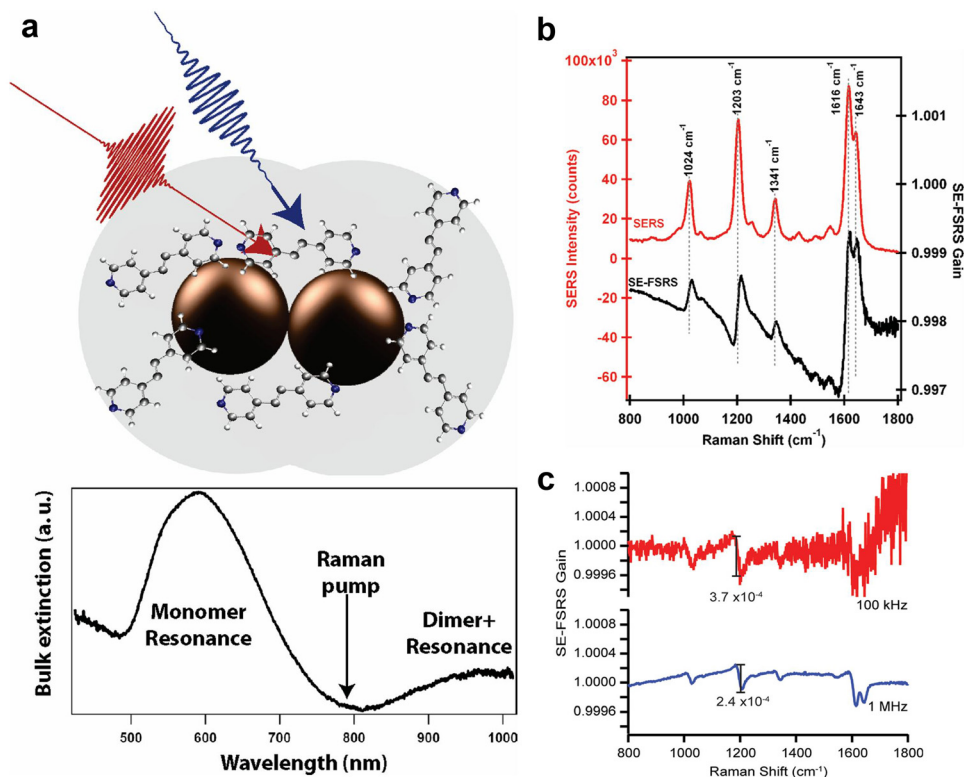 a
Bulk extinction (a. u.)
Monomer
Resonance
Raman
pump
Dimer+
Resonance
500 600 700 800 900 1000
Wavelength (nm)
b
SERS Intensity (counts)
100x10³
80
60
40
20
0
-20
-40
-60
1024 cm⁻¹
1203 cm⁻¹
1341 cm⁻¹
1616 cm⁻¹
1643 cm⁻¹
SERS
SE-FSRS
1.001
1.000
0.999
0.998
0.997
SE-FSRS Gain
800 1000 1200 1400 1600 1800
Raman Shift (cm⁻¹)
c
SE-FSRS Gain
1.0008
1.0004
1.0000
0.9996
3.7 x10⁻⁴
100 kHz
1.0004
1.0000
0.9996
2.4 x10⁻⁴
1 MHz
800 1000 1200 1400 1600 1800
Raman Shift (cm⁻¹)